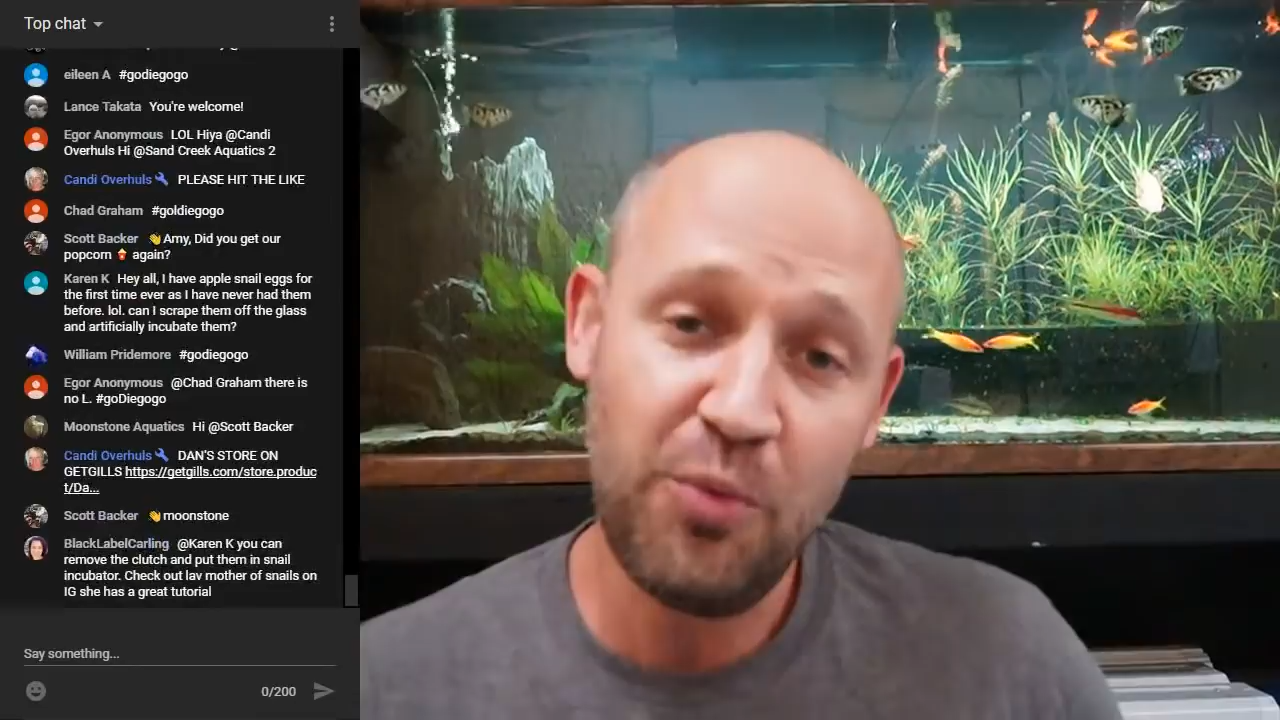 Top chat
eileen A #godiegogo
Lance Takata You're welcome!
Egor Anonymous LOL Hiya @Candi
Overhuls Hi @Sand Creek Aquatics 2
Candi Overhuls PLEASE HIT THE LIKE
Chad Graham #goldiegogo
Scott Backer 👋Amy, Did you get our
popcorn 🍿 again?
Karen K Hey all, I have apple snail eggs for
the first time ever as I have never had them
before. lol. can I scrape them off the glass
and artificially incubate them?
William Pridemore #godiegogo
Egor Anonymous @Chad Graham there is
no L. #goDiegogo
Moonstone Aquatics Hi @Scott Backer
Candi Overhuls DAN'S STORE ON
GETGILLS https://getgills.com/store.produc
t/Da...
Scott Backer 👋moonstone
BlackLabelCarling @Karen K you can
remove the clutch and put them in snail
incubator. Check out lav mother of snails on
IG she has a great tutorial
Say something...
0/200